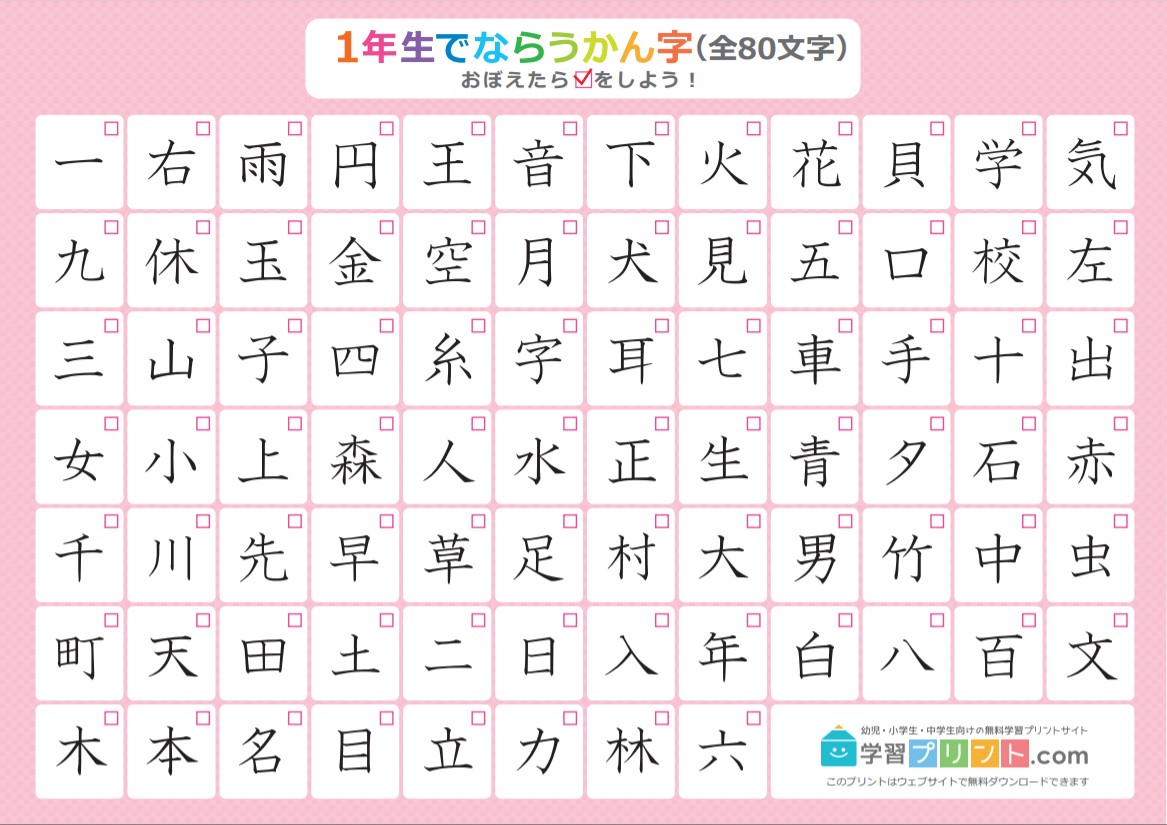 1年生でならうかん字(全80文字)
おぼえたら☑をしよう！
一 右 雨 円 王 音 下 火 花 貝 学 気
九 休 玉 金 空 月 犬 見 五 口 校 左
三 山 子 四 糸 字 耳 七 車 手 十 出
女 小 上 森 人 水 正 生 青 夕 石 赤
千 川 先 早 草 足 村 大 男 竹 中 虫
町 天 田 土 二 日 入 年 白 八 百 文
木 本 名 目 立 力 林 六
幼児・小学生・中学生向けの無料学習プリントサイト
学習プリント.com
このプリントはウェブサイトで無料ダウンロードできます